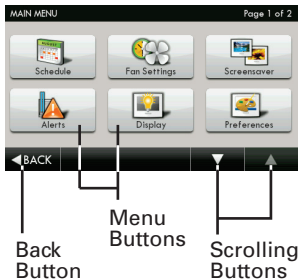 MAIN MENU Page 1 of 2
Schedule Fan Settings Screensaver
Alerts Display Preferences
BACK
Menu
Buttons
Back
Button
Scrolling
Buttons